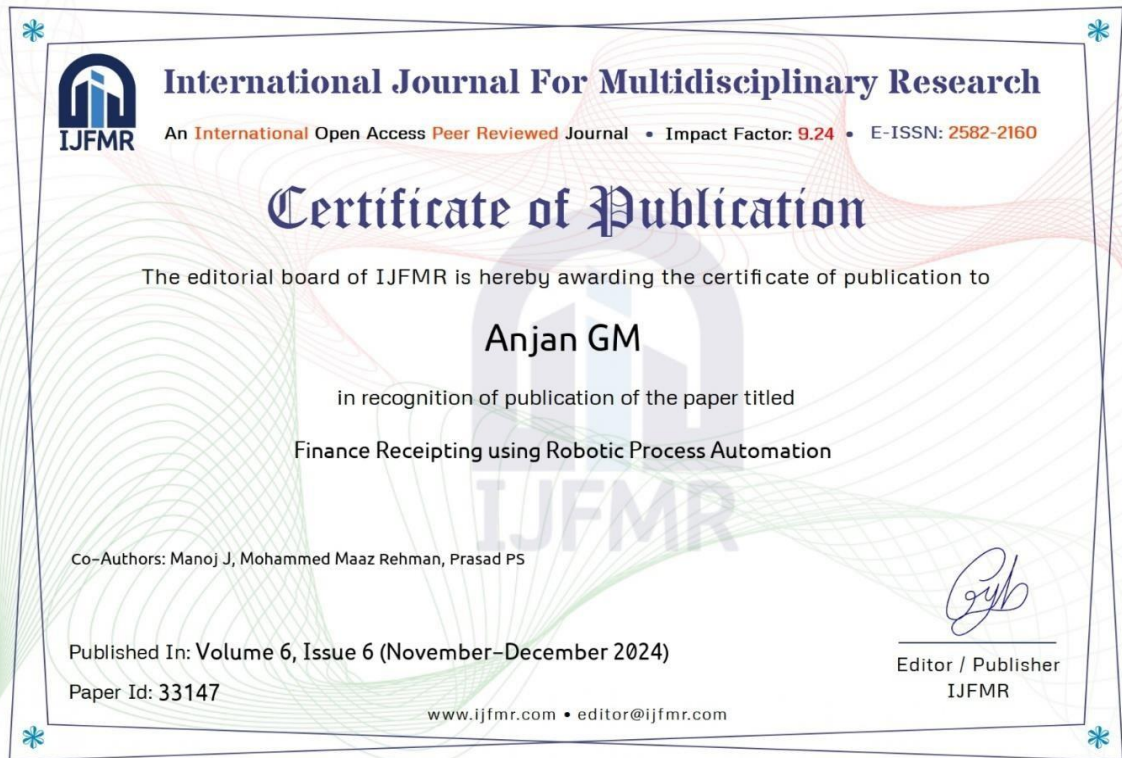 International Journal For Multidisciplinary Research
IJFMR
An International Open Access Peer Reviewed Journal • Impact Factor: 9.24 • E-ISSN: 2582-2160
Certificate of Publication
The editorial board of IJFMR is hereby awarding the certificate of publication to
Anjan GM
in recognition of publication of the paper titled
Finance Receipting using Robotic Process Automation
IJFMR
Co-Authors: Manoj J, Mohammed Maaz Rehman, Prasad PS
Published In: Volume 6, Issue 6 (November-December 2024)
Paper Id: 33147
Editor / Publisher
IJFMR
www.ijfmr.com • editor@ijfmr.com